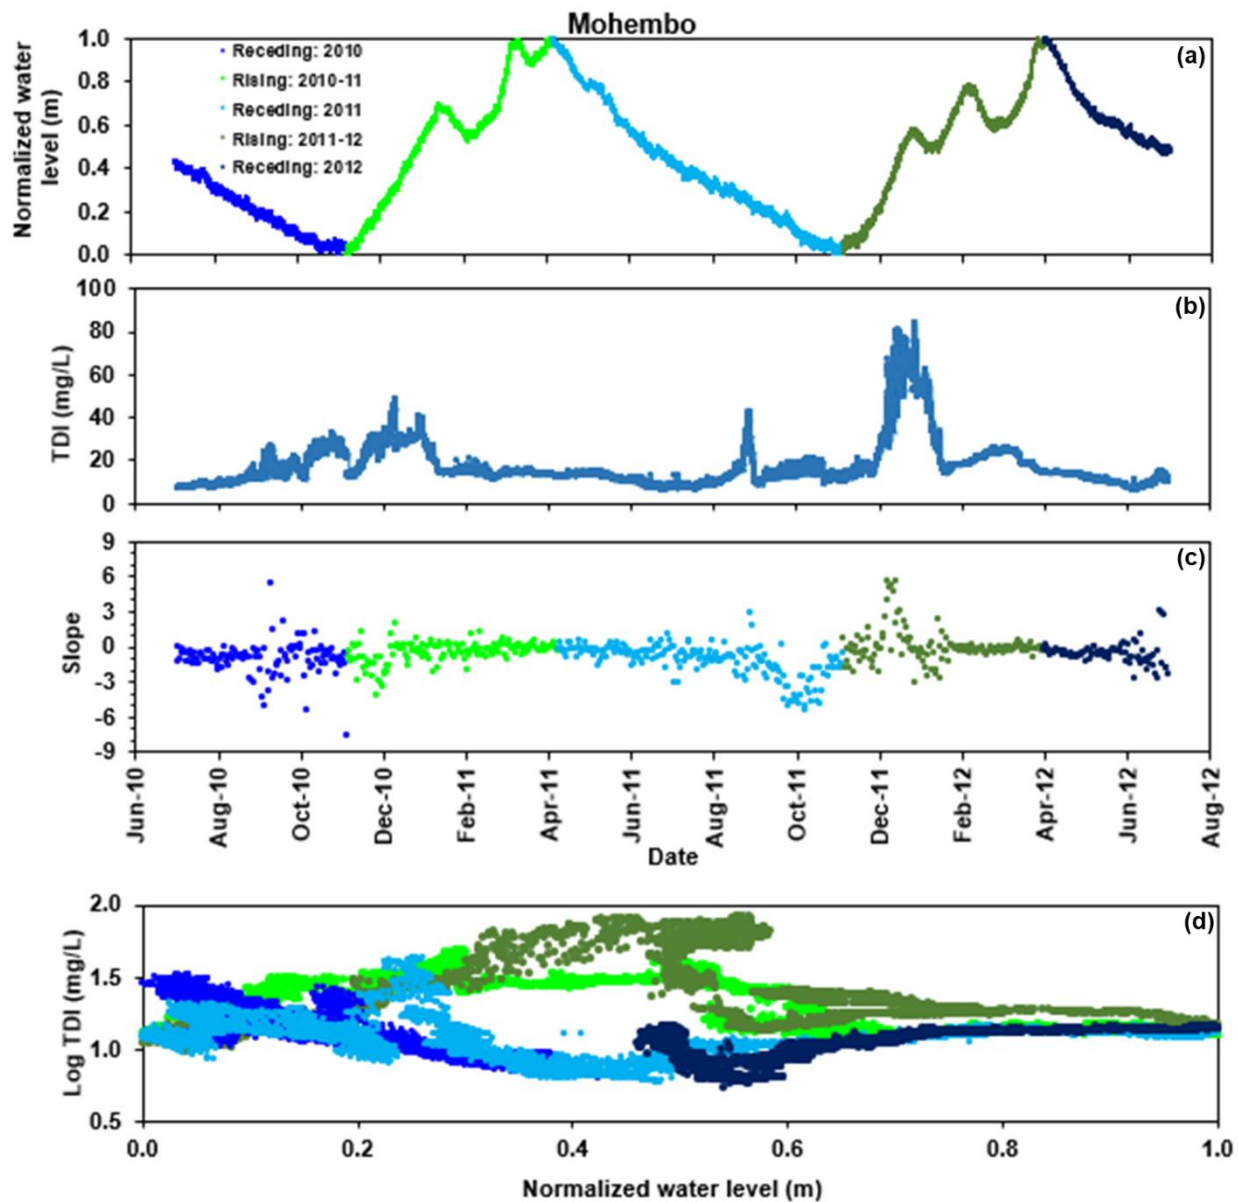 Mohembo
(a)
Normalized water
level (m)
1.0
0.8
0.6
0.4
0.2
0.0
Receding: 2010
Rising: 2010-11
Receding: 2011
Rising: 2011-12
Receding: 2012
(b)
TDI (mg/L)
100
80
60
40
20
0
(c)
Slope
9
6
3
0
-3
-6
-9
Jun-10
Aug-10
Oct-10
Dec-10
Feb-11
Apr-11
Jun-11
Aug-11
Oct-11
Dec-11
Feb-12
Apr-12
Jun-12
Aug-12
Date
(d)
Log TDI (mg/L)
2.0
1.5
1.0
0.5
0.0 0.2 0.4 0.6 0.8 1.0
Normalized water level (m)